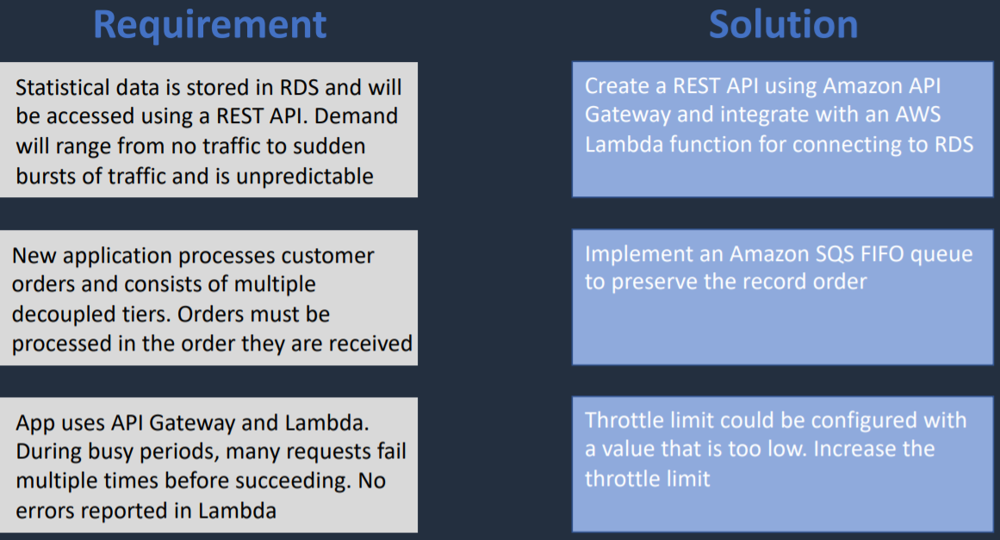 Requirement
Solution
Statistical data is stored in RDS and will
be accessed using a REST API. Demand
will range from no traffic to sudden
bursts of traffic and is unpredictable
Create a REST API using Amazon API
Gateway and integrate with an AWS
Lambda function for connecting to RDS
New application processes customer
orders and consists of multiple
decoupled tiers. Orders must be
processed in the order they are received
Implement an Amazon SQS FIFO queue
to preserve the record order
App uses API Gateway and Lambda.
During busy periods, many requests fail
multiple times before succeeding. No
errors reported in Lambda
Throttle limit could be configured with
a value that is too low. Increase the
throttle limit